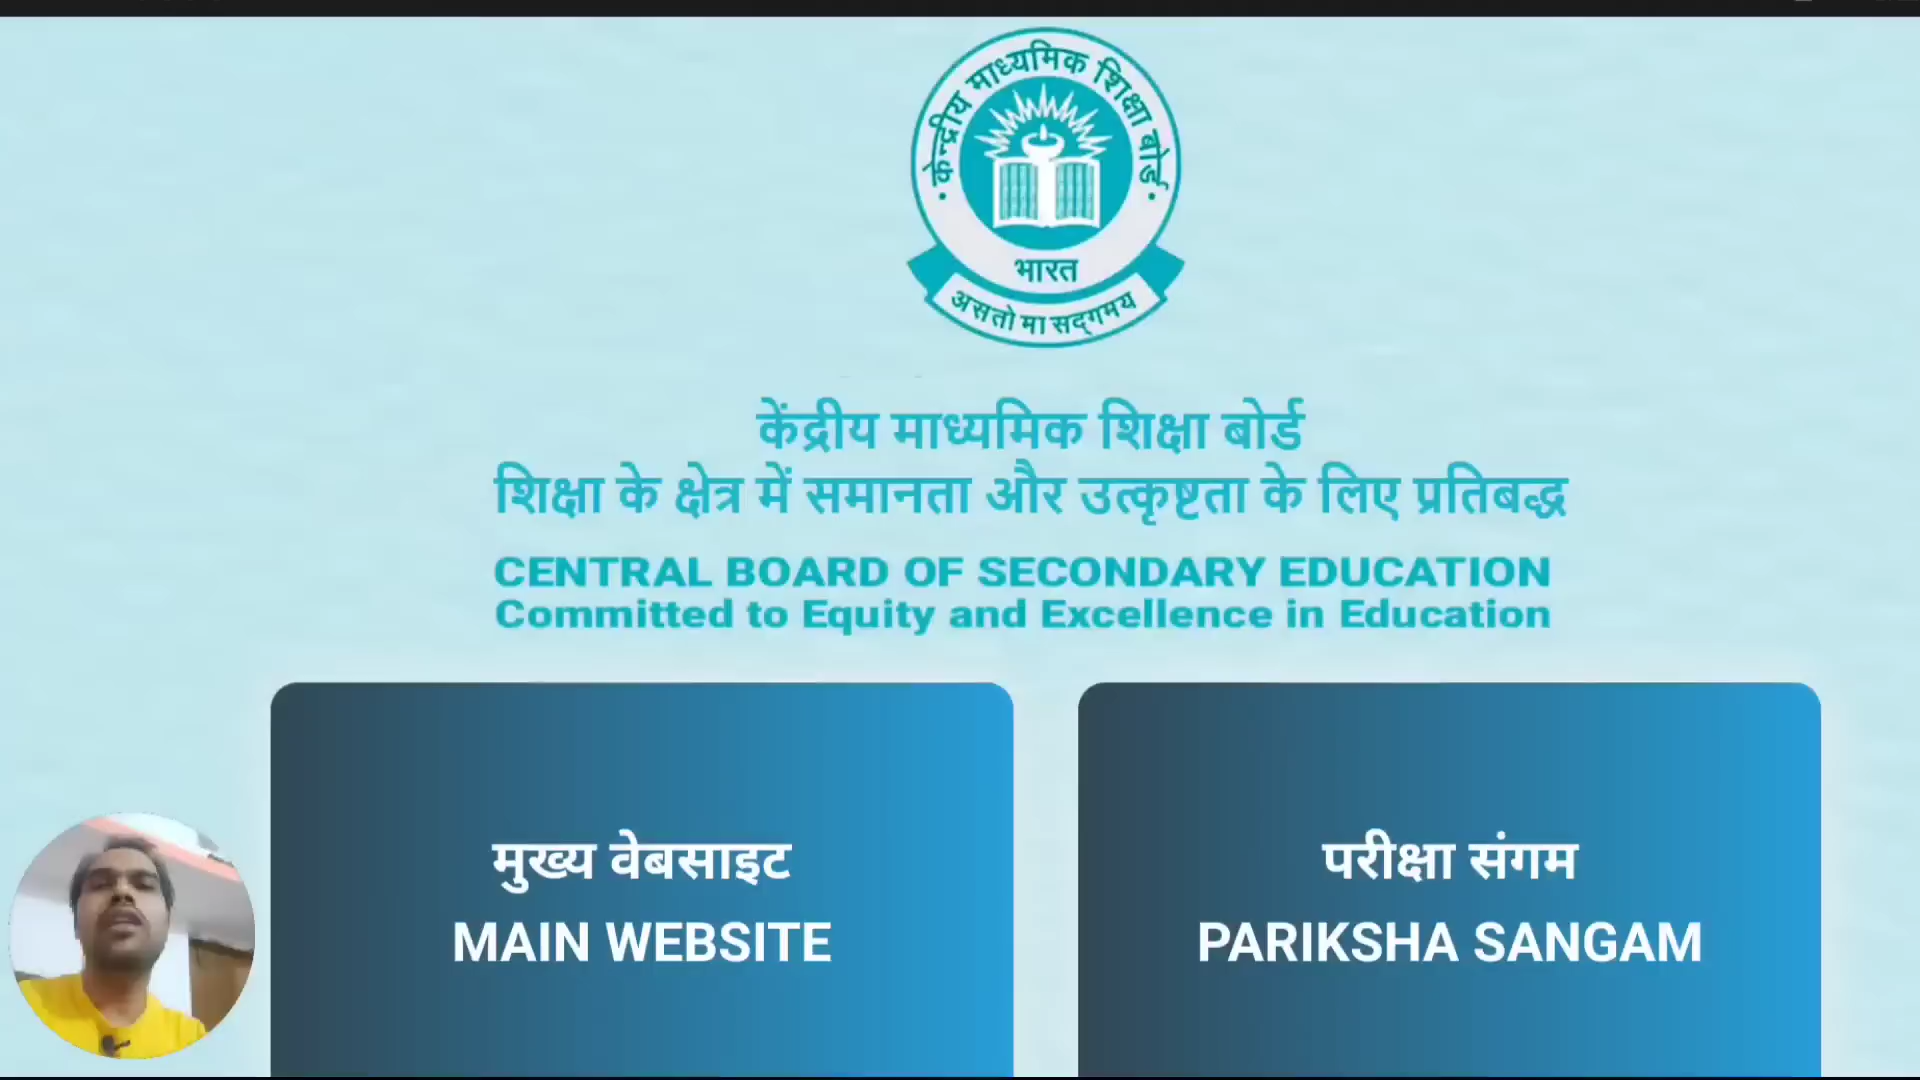 केन्द्रीय माध्यमिक शिक्षा बोर्ड
भारत
असतो मा सद्गमय
केंद्रीय माध्यमिक शिक्षा बोर्ड
शिक्षा के क्षेत्र में समानता और उत्कृष्टता के लिए प्रतिबद्ध
CENTRAL BOARD OF SECONDARY EDUCATION
Committed to Equity and Excellence in Education
मुख्य वेबसाइट
MAIN WEBSITE
परीक्षा संगम
PARIKSHA SANGAM